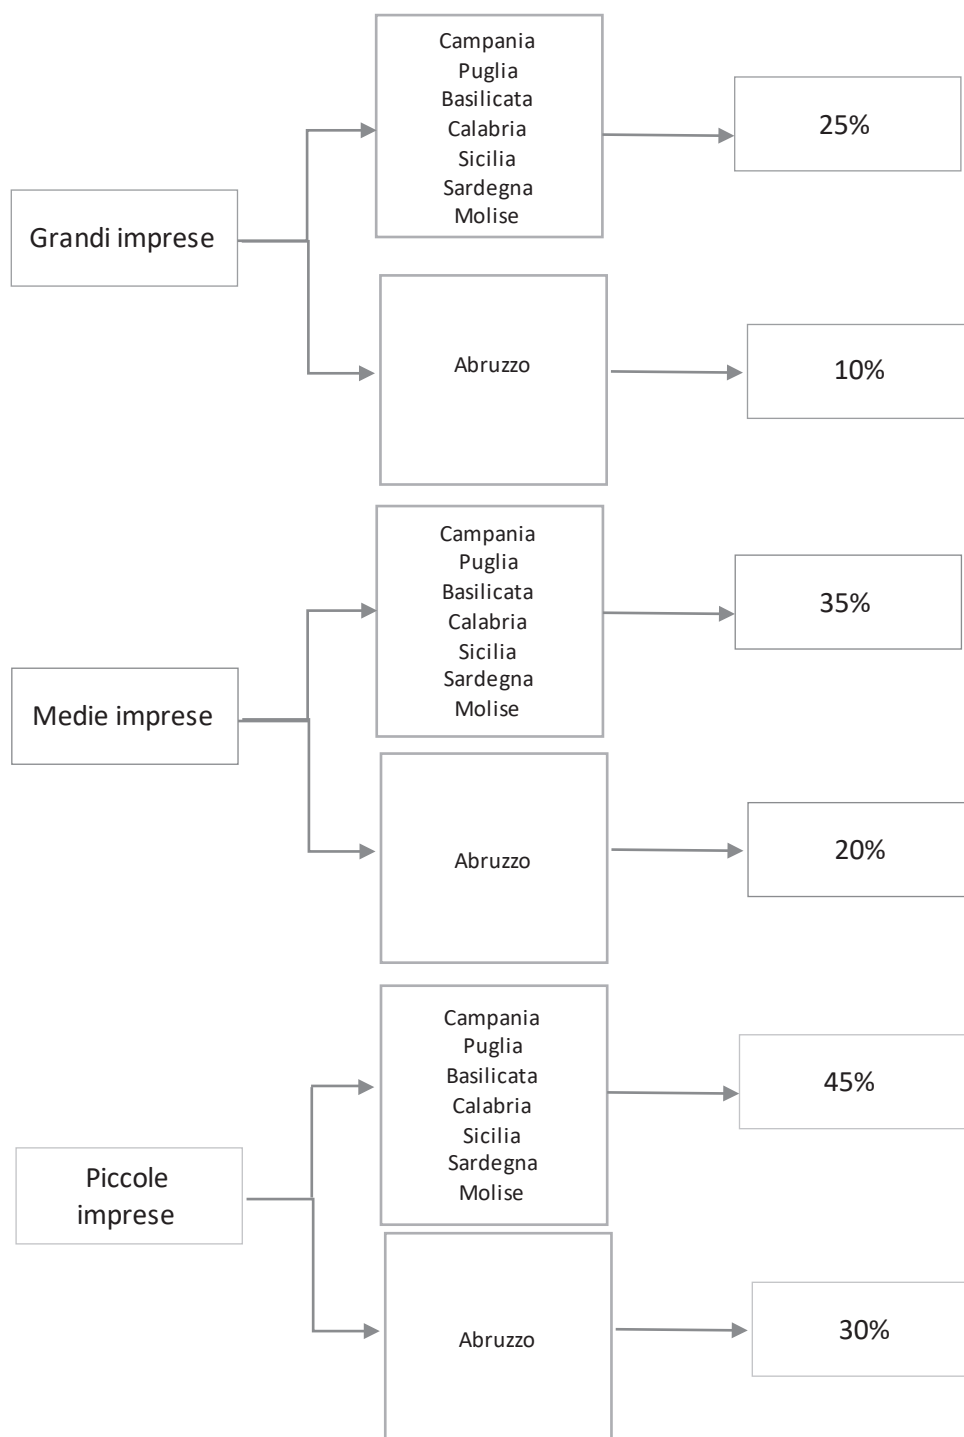 Grandi imprese
Campania
Puglia
Basilicata
Calabria
Sicilia
Sardegna
Molise
25%
Abruzzo
10%
Medie imprese
Campania
Puglia
Basilicata
Calabria
Sicilia
Sardegna
Molise
35%
Abruzzo
20%
Piccole
imprese
Campania
Puglia
Basilicata
Calabria
Sicilia
Sardegna
Molise
45%
Abruzzo
30%